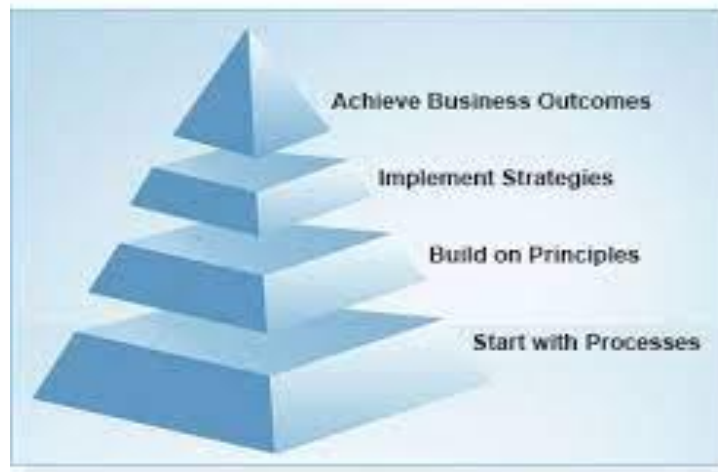 Achieve Business Outcomes
Implement Strategies
Build on Principles
Start with Processes